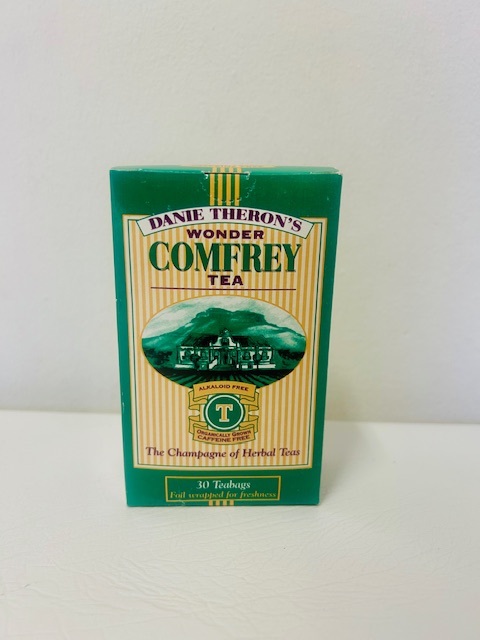 DANIE THERON'S
WONDER
COMFREY
TEA
ALKALOID FREE
T
ORGANICALLY GROWN
CAFFEINE FREE
The Champagne of Herbal Teas
30 Teabags
Foil wrapped for freshness